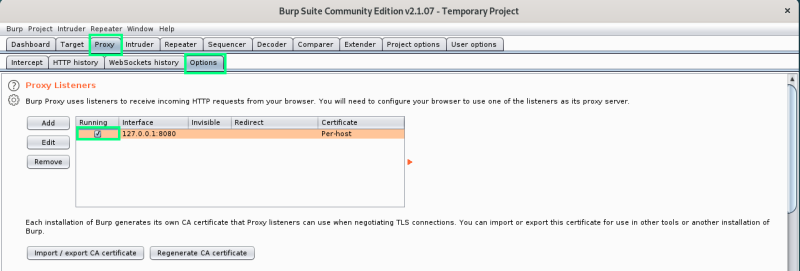 Burp Suite Community Edition v2.1.07 - Temporary Project
Burp Project Intruder Repeater Window Help
Dashboard Target Proxy Intruder Repeater Sequencer Decoder Comparer Extender Project options User options
Intercept HTTP history WebSockets history Options
Proxy Listeners
Burp Proxy uses listeners to receive incoming HTTP requests from your browser. You will need to configure your browser to use one of the listeners as its proxy server.
Add Running Interface Invisible Redirect Certificate
127.0.0.1:8080 Per-host
Edit
Remove
Each installation of Burp generates its own CA certificate that Proxy listeners can use when negotiating TLS connections. You can import or export this certificate for use in other tools or another installation of
Burp.
Import / export CA certificate Regenerate CA certificate